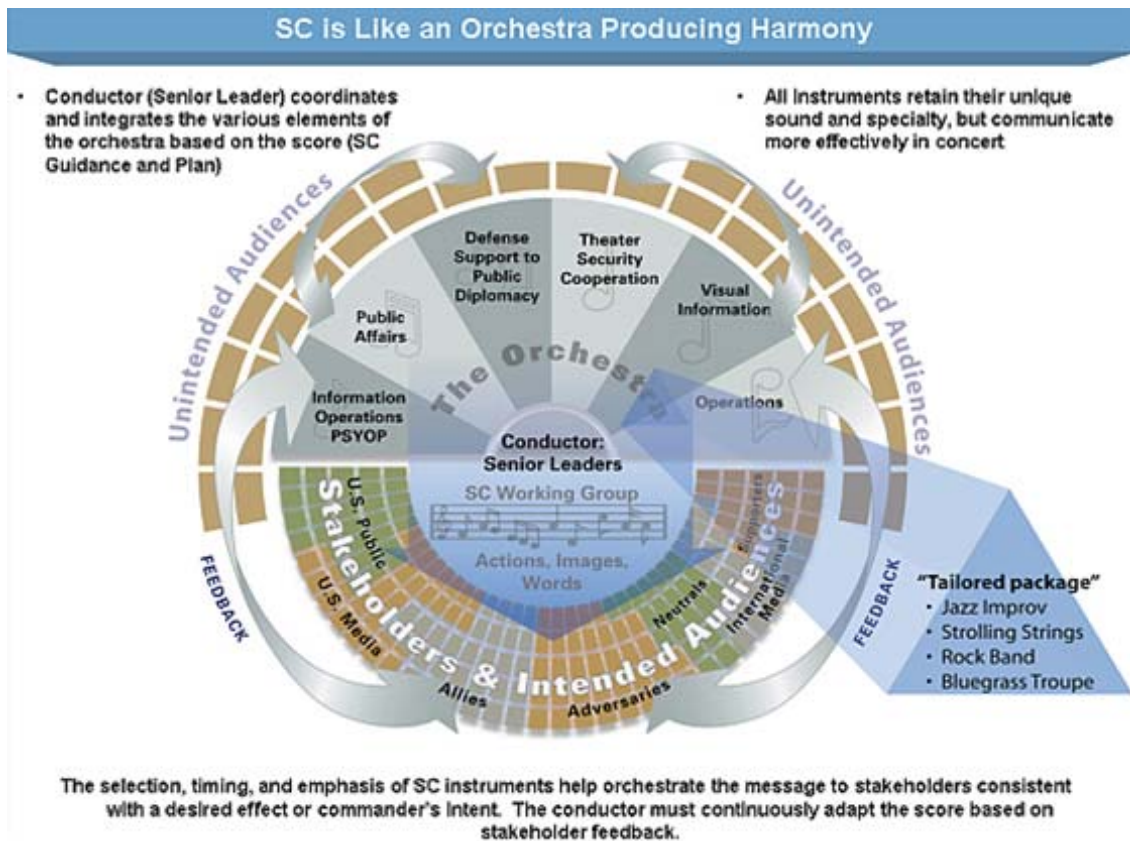 SC is Like an Orchestra Producing Harmony
• Conductor (Senior Leader) coordinates
and integrates the various elements of
the orchestra based on the score (SC
Guidance and Plan)
• All instruments retain their unique
sound and specialty, but communicate
more effectively in concert
Unintended Audiences
Unintended Audiences
Defense
Support to
Public
Diplomacy
Theater
Security
Cooperation
Public
Affairs
Visual
Information
Information
Operations
PSYOP
Operations
The Orchestra
Conductor:
Senior Leaders
SC Working Group
Actions, Images,
Words
Stakeholders & Intended Audiences
U.S. Public
U.S. Media
Allies
Adversaries
Neutrals
International
Media
Supporters
FEEDBACK
FEEDBACK
“Tailored package”
• Jazz Improv
• Strolling Strings
• Rock Band
• Bluegrass Troupe
The selection, timing, and emphasis of SC instruments help orchestrate the message to stakeholders consistent
with a desired effect or commander's intent. The conductor must continuously adapt the score based on
stakeholder feedback.